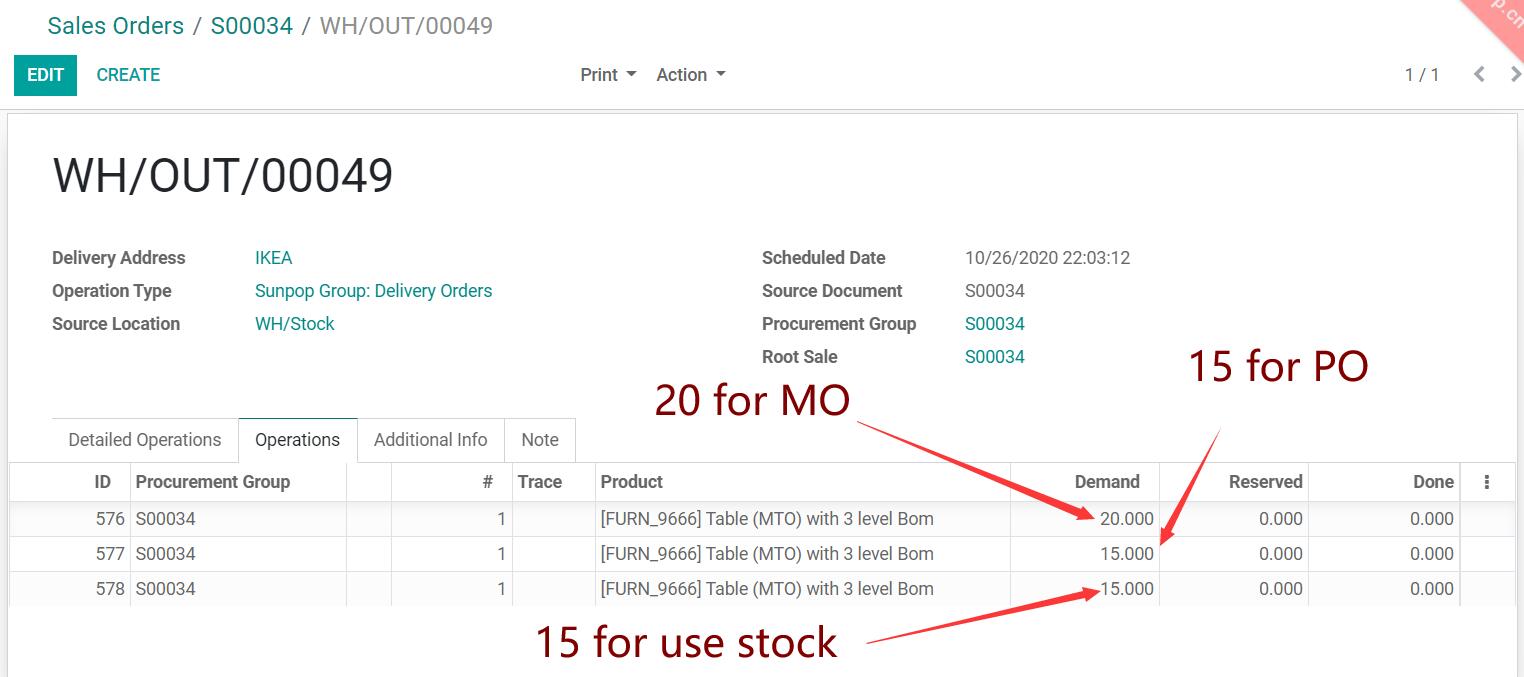 Sales Orders / S00034 / WH/OUT/00049
p.cn
EDIT CREATE Print Action 1 / 1
WH/OUT/00049
Delivery Address IKEA Scheduled Date 10/26/2020 22:03:12
Operation Type Sunpop Group: Delivery Orders Source Document S00034
Source Location WH/Stock Procurement Group S00034
Root Sale S00034
15 for PO
20 for MO
Detailed Operations Operations Additional Info Note
ID Procurement Group # Trace Product Demand Reserved Done
576 S00034 1 [FURN_9666] Table (MTO) with 3 level Bom 20.000 0.000 0.000
577 S00034 1 [FURN_9666] Table (MTO) with 3 level Bom 15.000 0.000 0.000
578 S00034 1 [FURN_9666] Table (MTO) with 3 level Bom 15.000 0.000 0.000
15 for use stock